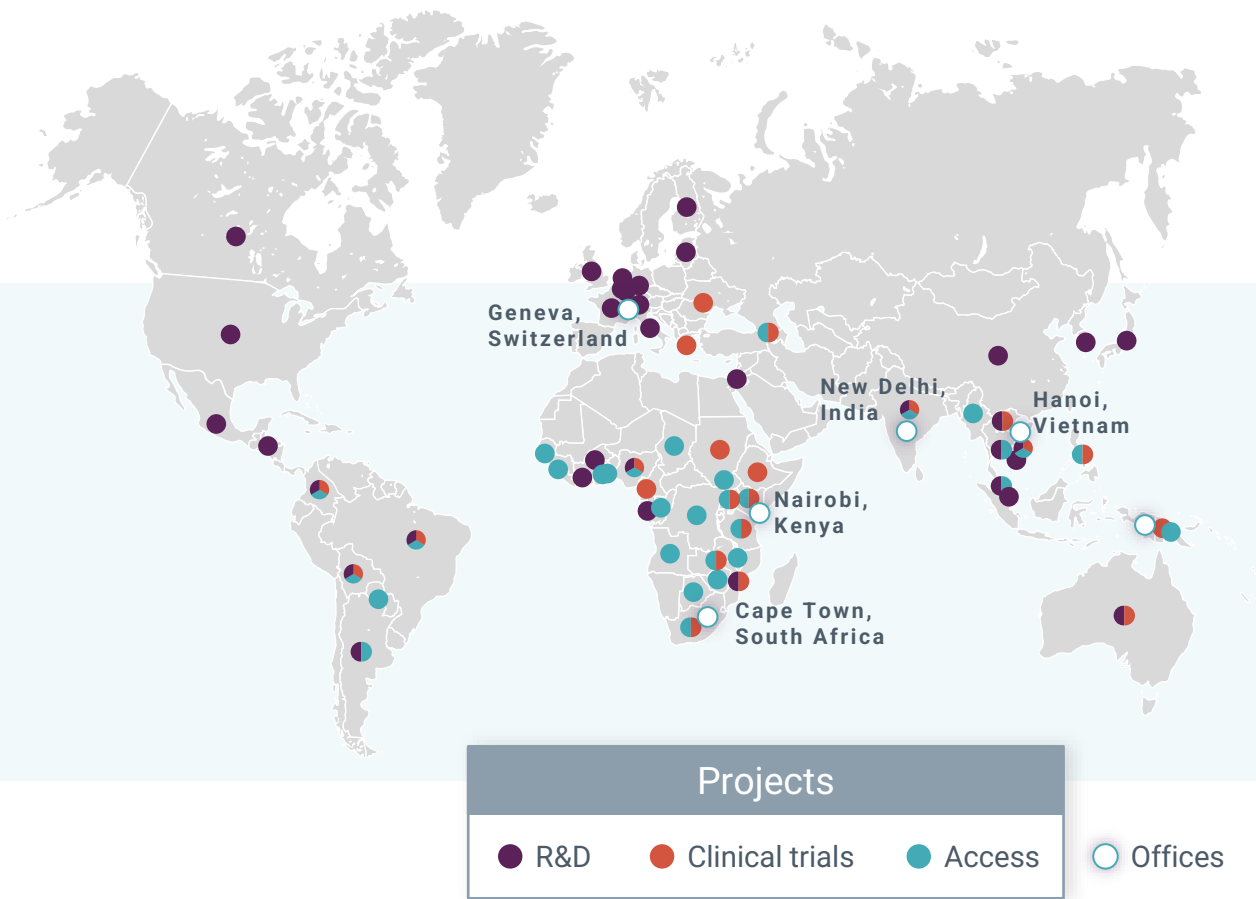 Geneva,
Switzerland
New Delhi,
India
Hanoi,
Vietnam
Nairobi,
Kenya
Cape Town,
South Africa
Projects
R&D
Clinical trials
Access
Offices